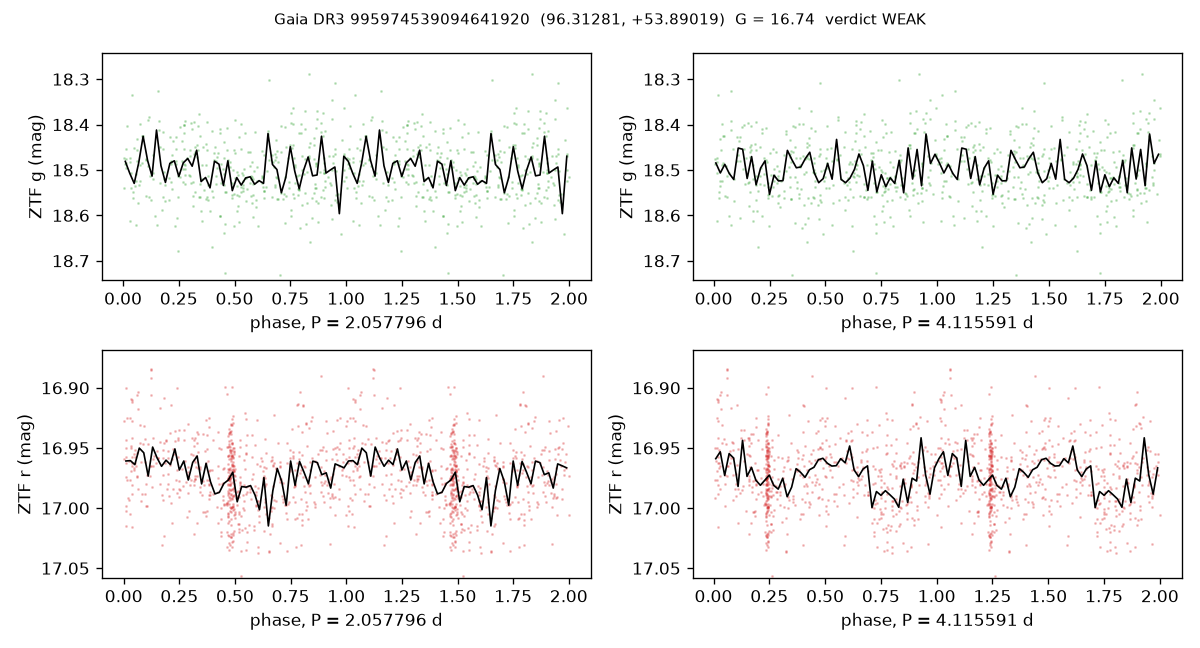 Gaia DR3 995974539094641920 (96.31281, +53.89019) G = 16.74 verdict WEAK
ZTF g (mag)
18.3
18.4
18.5
18.6
18.7
0.00 0.25 0.50 0.75 1.00 1.25 1.50 1.75 2.00
phase, P = 2.057796 d
ZTF g (mag)
18.3
18.4
18.5
18.6
18.7
0.00 0.25 0.50 0.75 1.00 1.25 1.50 1.75 2.00
phase, P = 4.115591 d
ZTF r (mag)
16.90
16.95
17.00
17.05
0.00 0.25 0.50 0.75 1.00 1.25 1.50 1.75 2.00
phase, P = 2.057796 d
ZTF r (mag)
16.90
16.95
17.00
17.05
0.00 0.25 0.50 0.75 1.00 1.25 1.50 1.75 2.00
phase, P = 4.115591 d